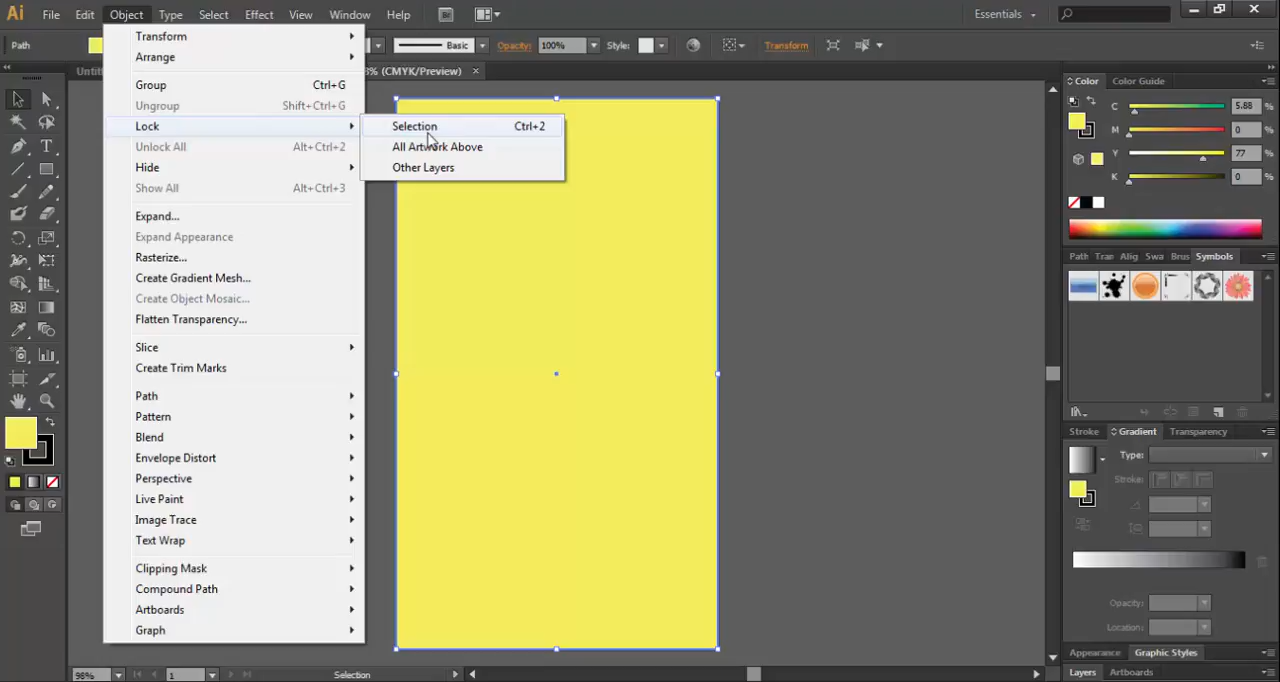 Ai File Edit Object Type Select Effect View Window Help Essentials
Path Basic Opacity: 100% Style: Transform
% (CMYK/Preview) ×
Transform
Arrange
Group Ctrl+G
Ungroup Shift+Ctrl+G
Lock
Unlock All Alt+Ctrl+2
Hide
Show All Alt+Ctrl+3
Expand...
Expand Appearance
Rasterize...
Create Gradient Mesh...
Create Object Mosaic...
Flatten Transparency...
Slice
Create Trim Marks
Path
Pattern
Blend
Envelope Distort
Perspective
Live Paint
Image Trace
Text Wrap
Clipping Mask
Compound Path
Artboards
Graph
Selection Ctrl+2
All Artwork Above
Other Layers
Color Color Guide
C 5.88 %
M 0 %
Y 77 %
K 0 %
Path Tran Alig Swa Brus Symbols
Stroke Gradient Transparency
Type:
Stroke:
Opacity: %
Location: %
Appearance Graphic Styles
Layers Artboards
98% 1 Selection